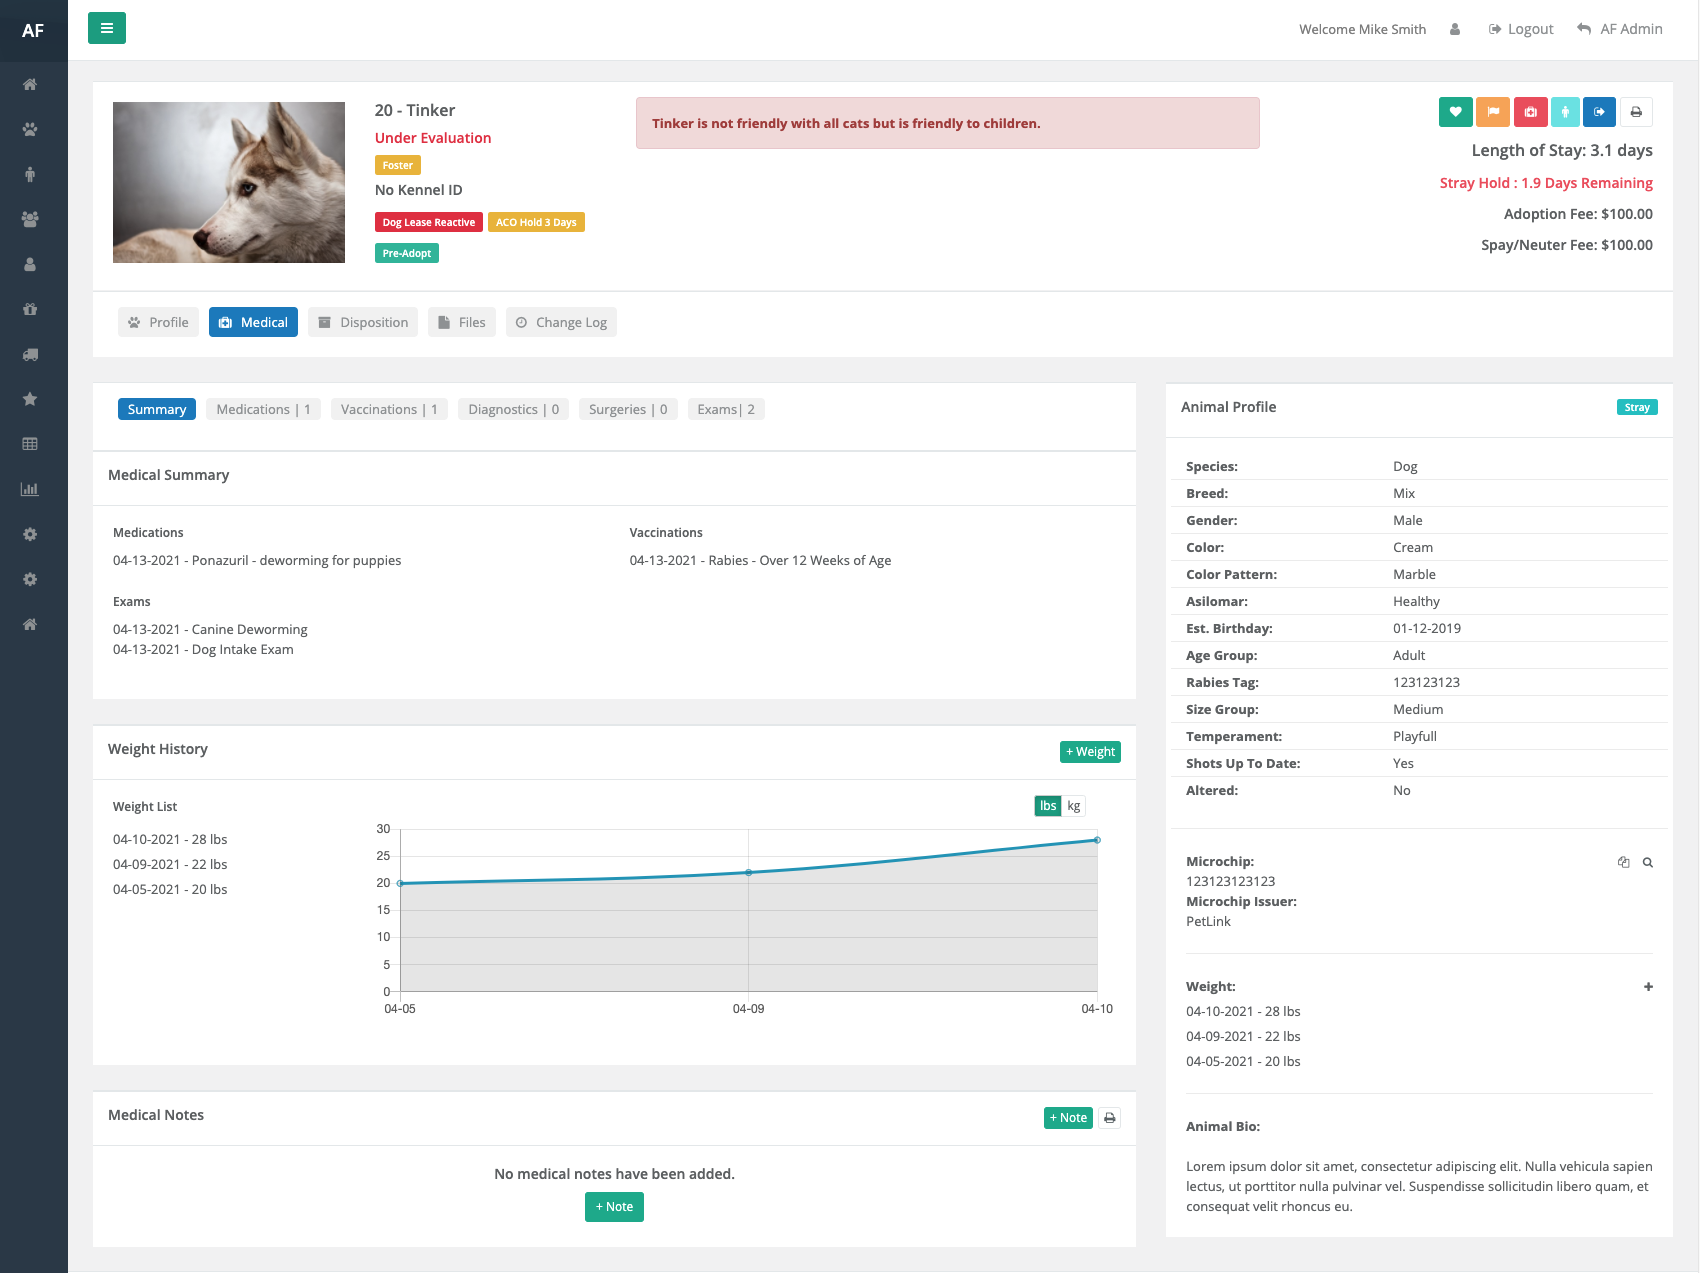 AF
Welcome Mike Smith
Logout
AF Admin
20 - Tinker
Under Evaluation
Foster
No Kennel ID
Dog Lease Reactive
ACO Hold 3 Days
Pre-Adopt
Tinker is not friendly with all cats but is friendly to children.
Length of Stay: 3.1 days
Stray Hold : 1.9 Days Remaining
Adoption Fee: $100.00
Spay/Neuter Fee: $100.00
Profile
Medical
Disposition
Files
Change Log
Summary
Medications | 1
Vaccinations | 1
Diagnostics | 0
Surgeries | 0
Exams| 2
Medical Summary
Medications
04-13-2021 - Ponazuril - deworming for puppies
Vaccinations
04-13-2021 - Rabies - Over 12 Weeks of Age
Exams
04-13-2021 - Canine Deworming
04-13-2021 - Dog Intake Exam
Weight History
+ Weight
Weight List
04-10-2021 - 28 lbs
04-09-2021 - 22 lbs
04-05-2021 - 20 lbs
lbs
kg
30
25
20
15
10
5
0
04-05
04-09
04-10
Medical Notes
+ Note
No medical notes have been added.
+ Note
Animal Profile
Stray
Species: Dog
Breed: Mix
Gender: Male
Color: Cream
Color Pattern: Marble
Asilomar: Healthy
Est. Birthday: 01-12-2019
Age Group: Adult
Rabies Tag: 123123123
Size Group: Medium
Temperament: Playfull
Shots Up To Date: Yes
Altered: No
Microchip:
123123123123
Microchip Issuer:
PetLink
Weight:
04-10-2021 - 28 lbs
04-09-2021 - 22 lbs
04-05-2021 - 20 lbs
Animal Bio:
Lorem ipsum dolor sit amet, consectetur adipiscing elit. Nulla vehicula sapien
lectus, ut porttitor nulla pulvinar vel. Suspendisse sollicitudin libero quam, et
consequat velit rhoncus eu.